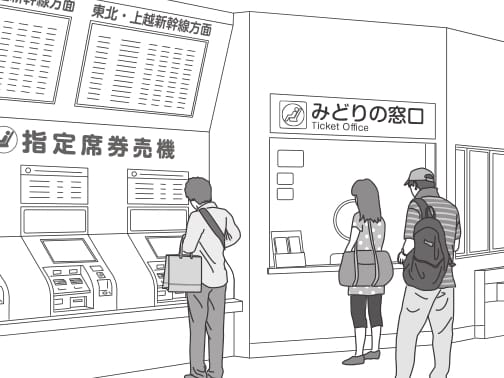 新幹線方面
東北・上越新幹線方面
指定席券売機
みどりの窓口
Ticket Office